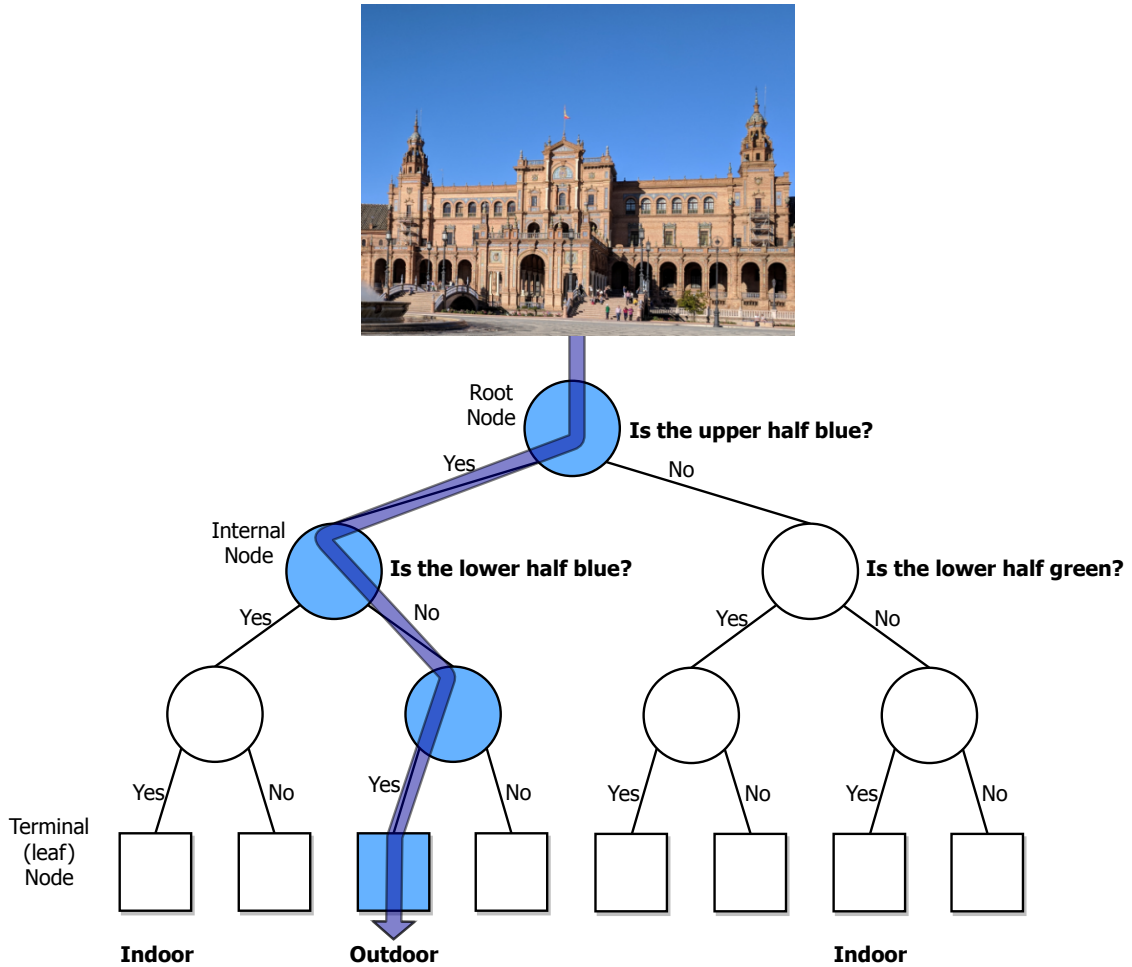 Root
Node
Is the upper half blue?
Yes
No
Internal
Node
Is the lower half blue?
Is the lower half green?
Yes
No
Yes
No
Yes
No
Yes
No
Yes
No
Yes
No
Terminal
(leaf)
Node
Indoor
Outdoor
Indoor